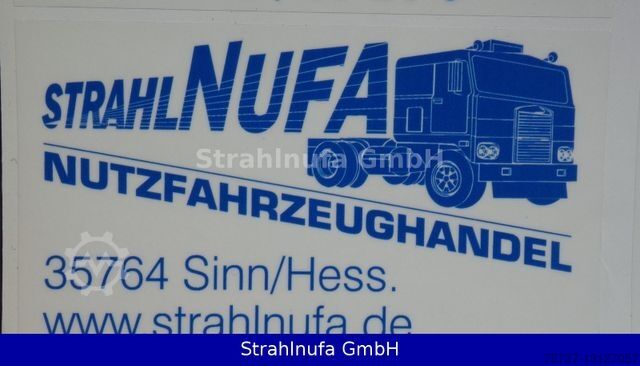 STRAHLNUFA
Strahlnufa GmbH
NUTZFAHRZEUGHANDEL
35764 Sinn/Hess.
www.strahlnufa.de
Strahlnufa GmbH